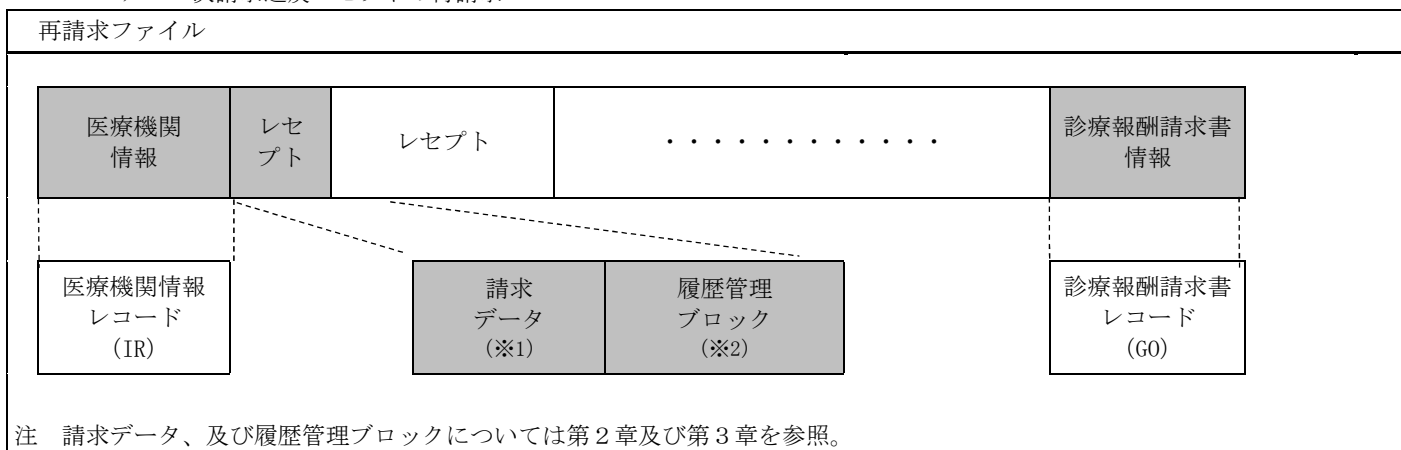 再請求ファイル
医療機関
情報
レセ
プト
レセプト
・・・・・・・・・・・・
診療報酬請求書
情報
医療機関情報
レコード
(IR)
請求
データ
(※1)
履歴管理
ブロック
(※2)
診療報酬請求書
レコード
(GO)
注　請求データ、及び履歴管理ブロックについては第2章及び第3章を参照。